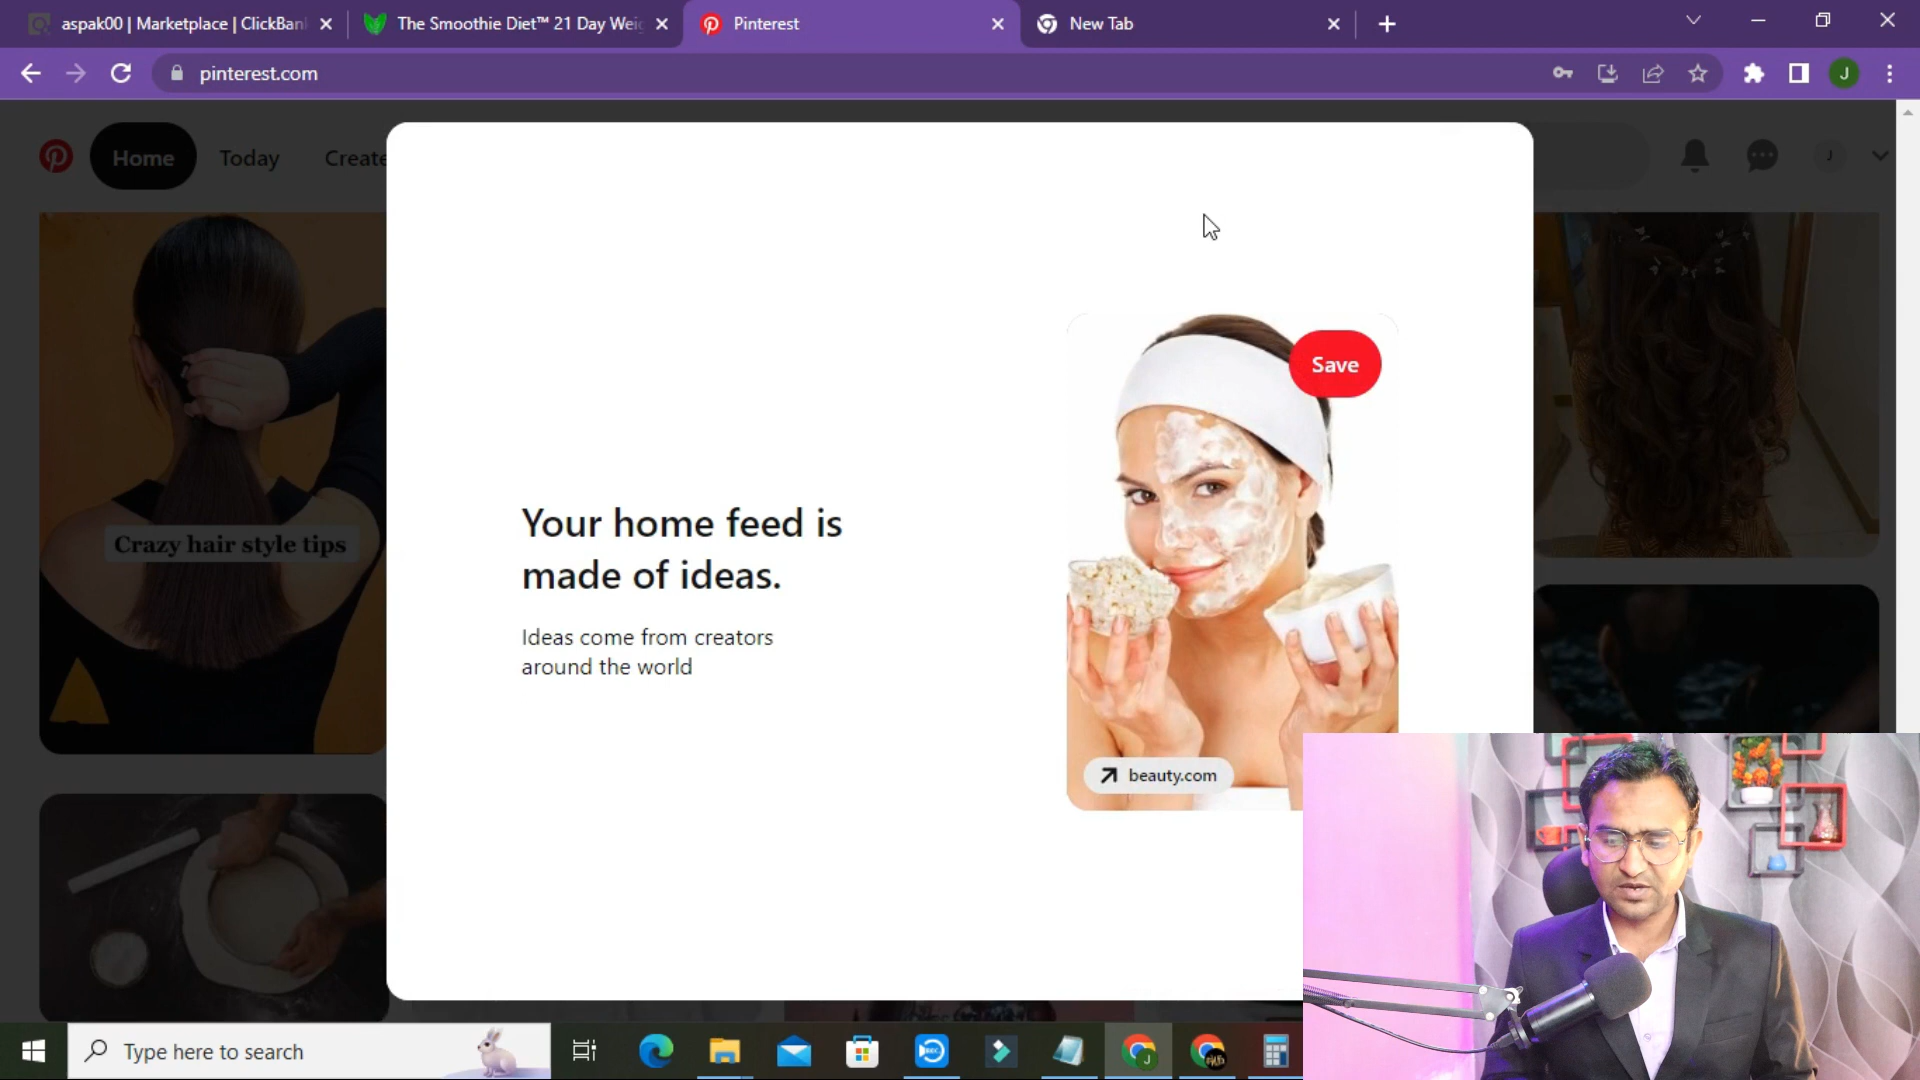 aspak00 | Marketplace | ClickBan
The Smoothie Diet™ 21 Day Wei
Pinterest
New Tab
pinterest.com
J
Home
Today
Create
J
Crazy hair style tips
Save
Your home feed is
made of ideas.
Ideas come from creators
around the world
beauty.com
Type here to search
REC
J